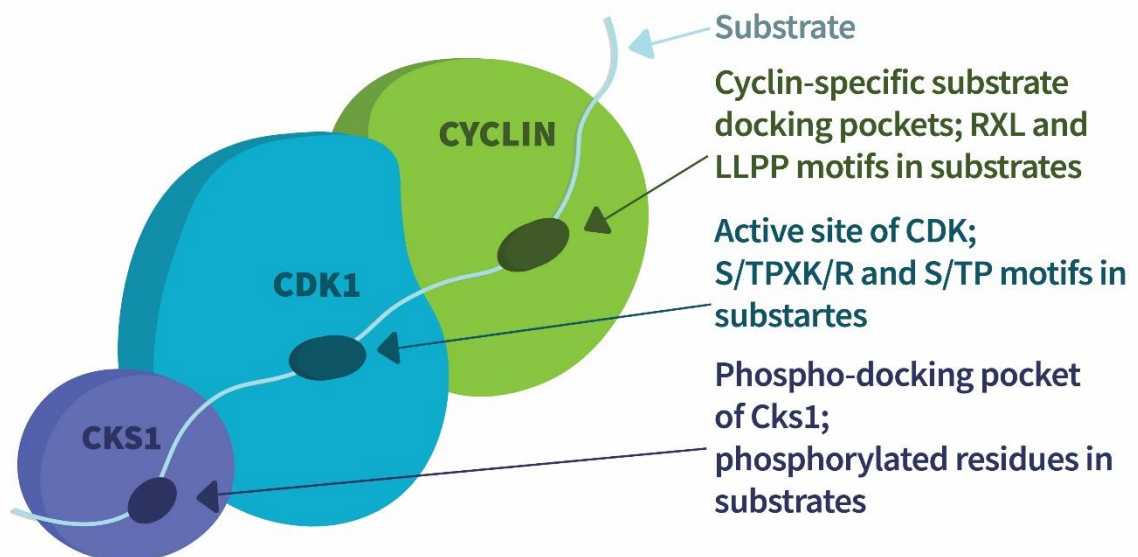 Substrate
Cyclin-specific substrate
docking pockets; RXL and
LLPP motifs in substrates
CYCLIN
Active site of CDK;
S/TPXK/R and S/TP motifs in
substartes
CDK1
Phospho-docking pocket
of Cks1;
phosphorylated residues in
substrates
CKS1